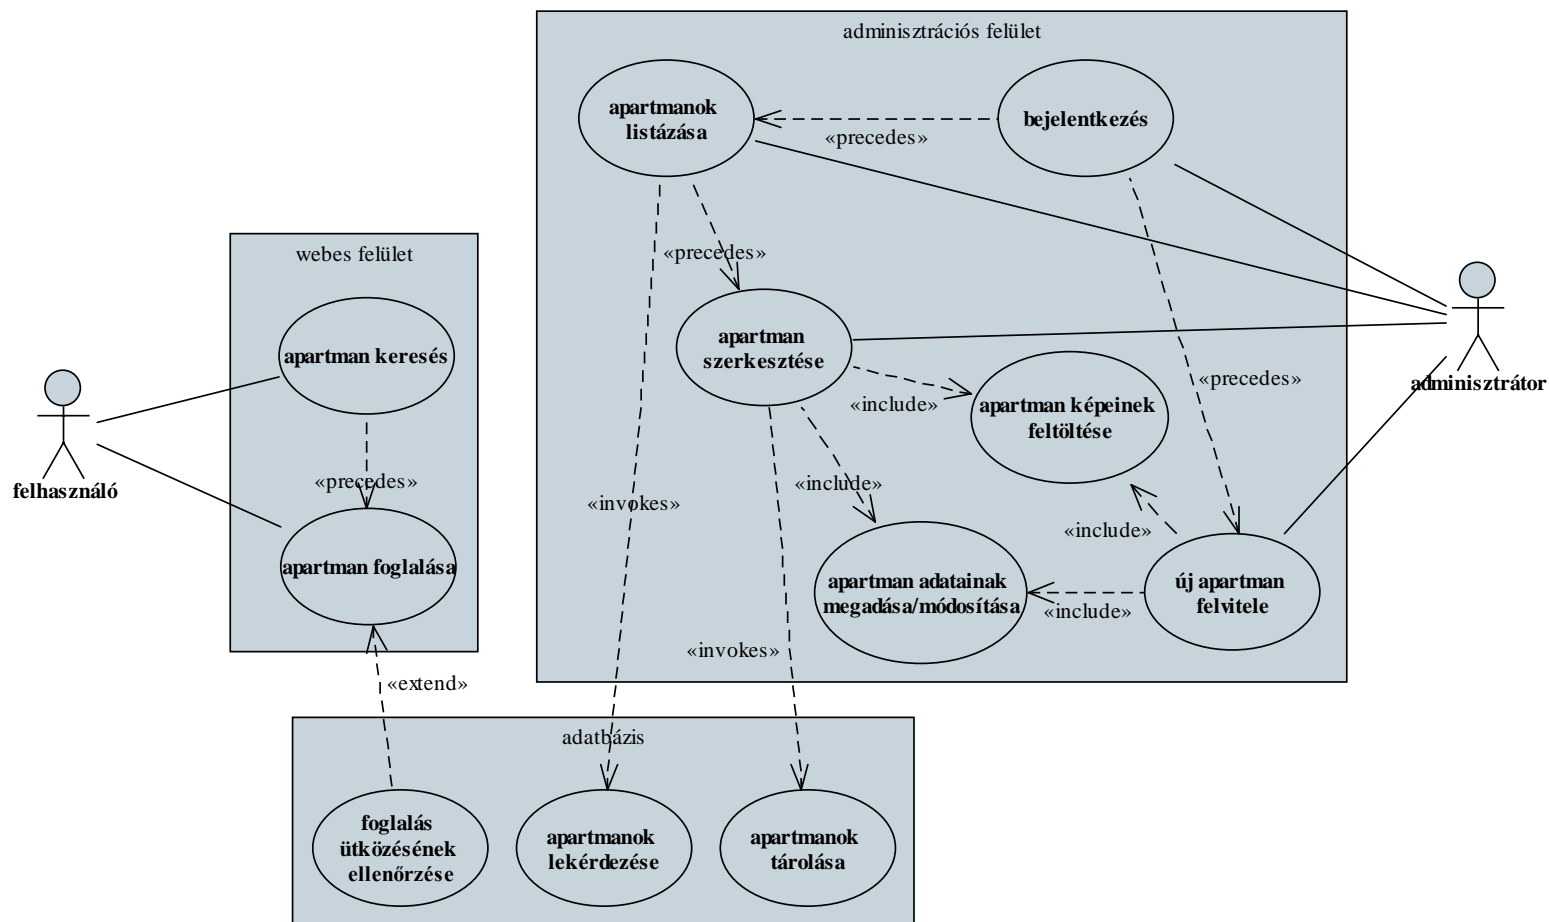 adminisztrációs felület
apartmanok
listázása
bejelentkezés
«precedes»
webes felület
«precedes»
apartman keresés
apartman
szerkesztése
«precedes»
adminisztrátor
«include»
apartman képeinek
feltöltése
felhasználó
«precedes»
«include»
«invokes»
«include»
apartman foglalása
apartman adatainak
megadása/módosítása
«include»
új apartman
felvitele
«invokes»
«extend»
adatbázis
foglalás
ütközésének
ellenőrzése
apartmanok
lekérdezése
apartmanok
tárolása